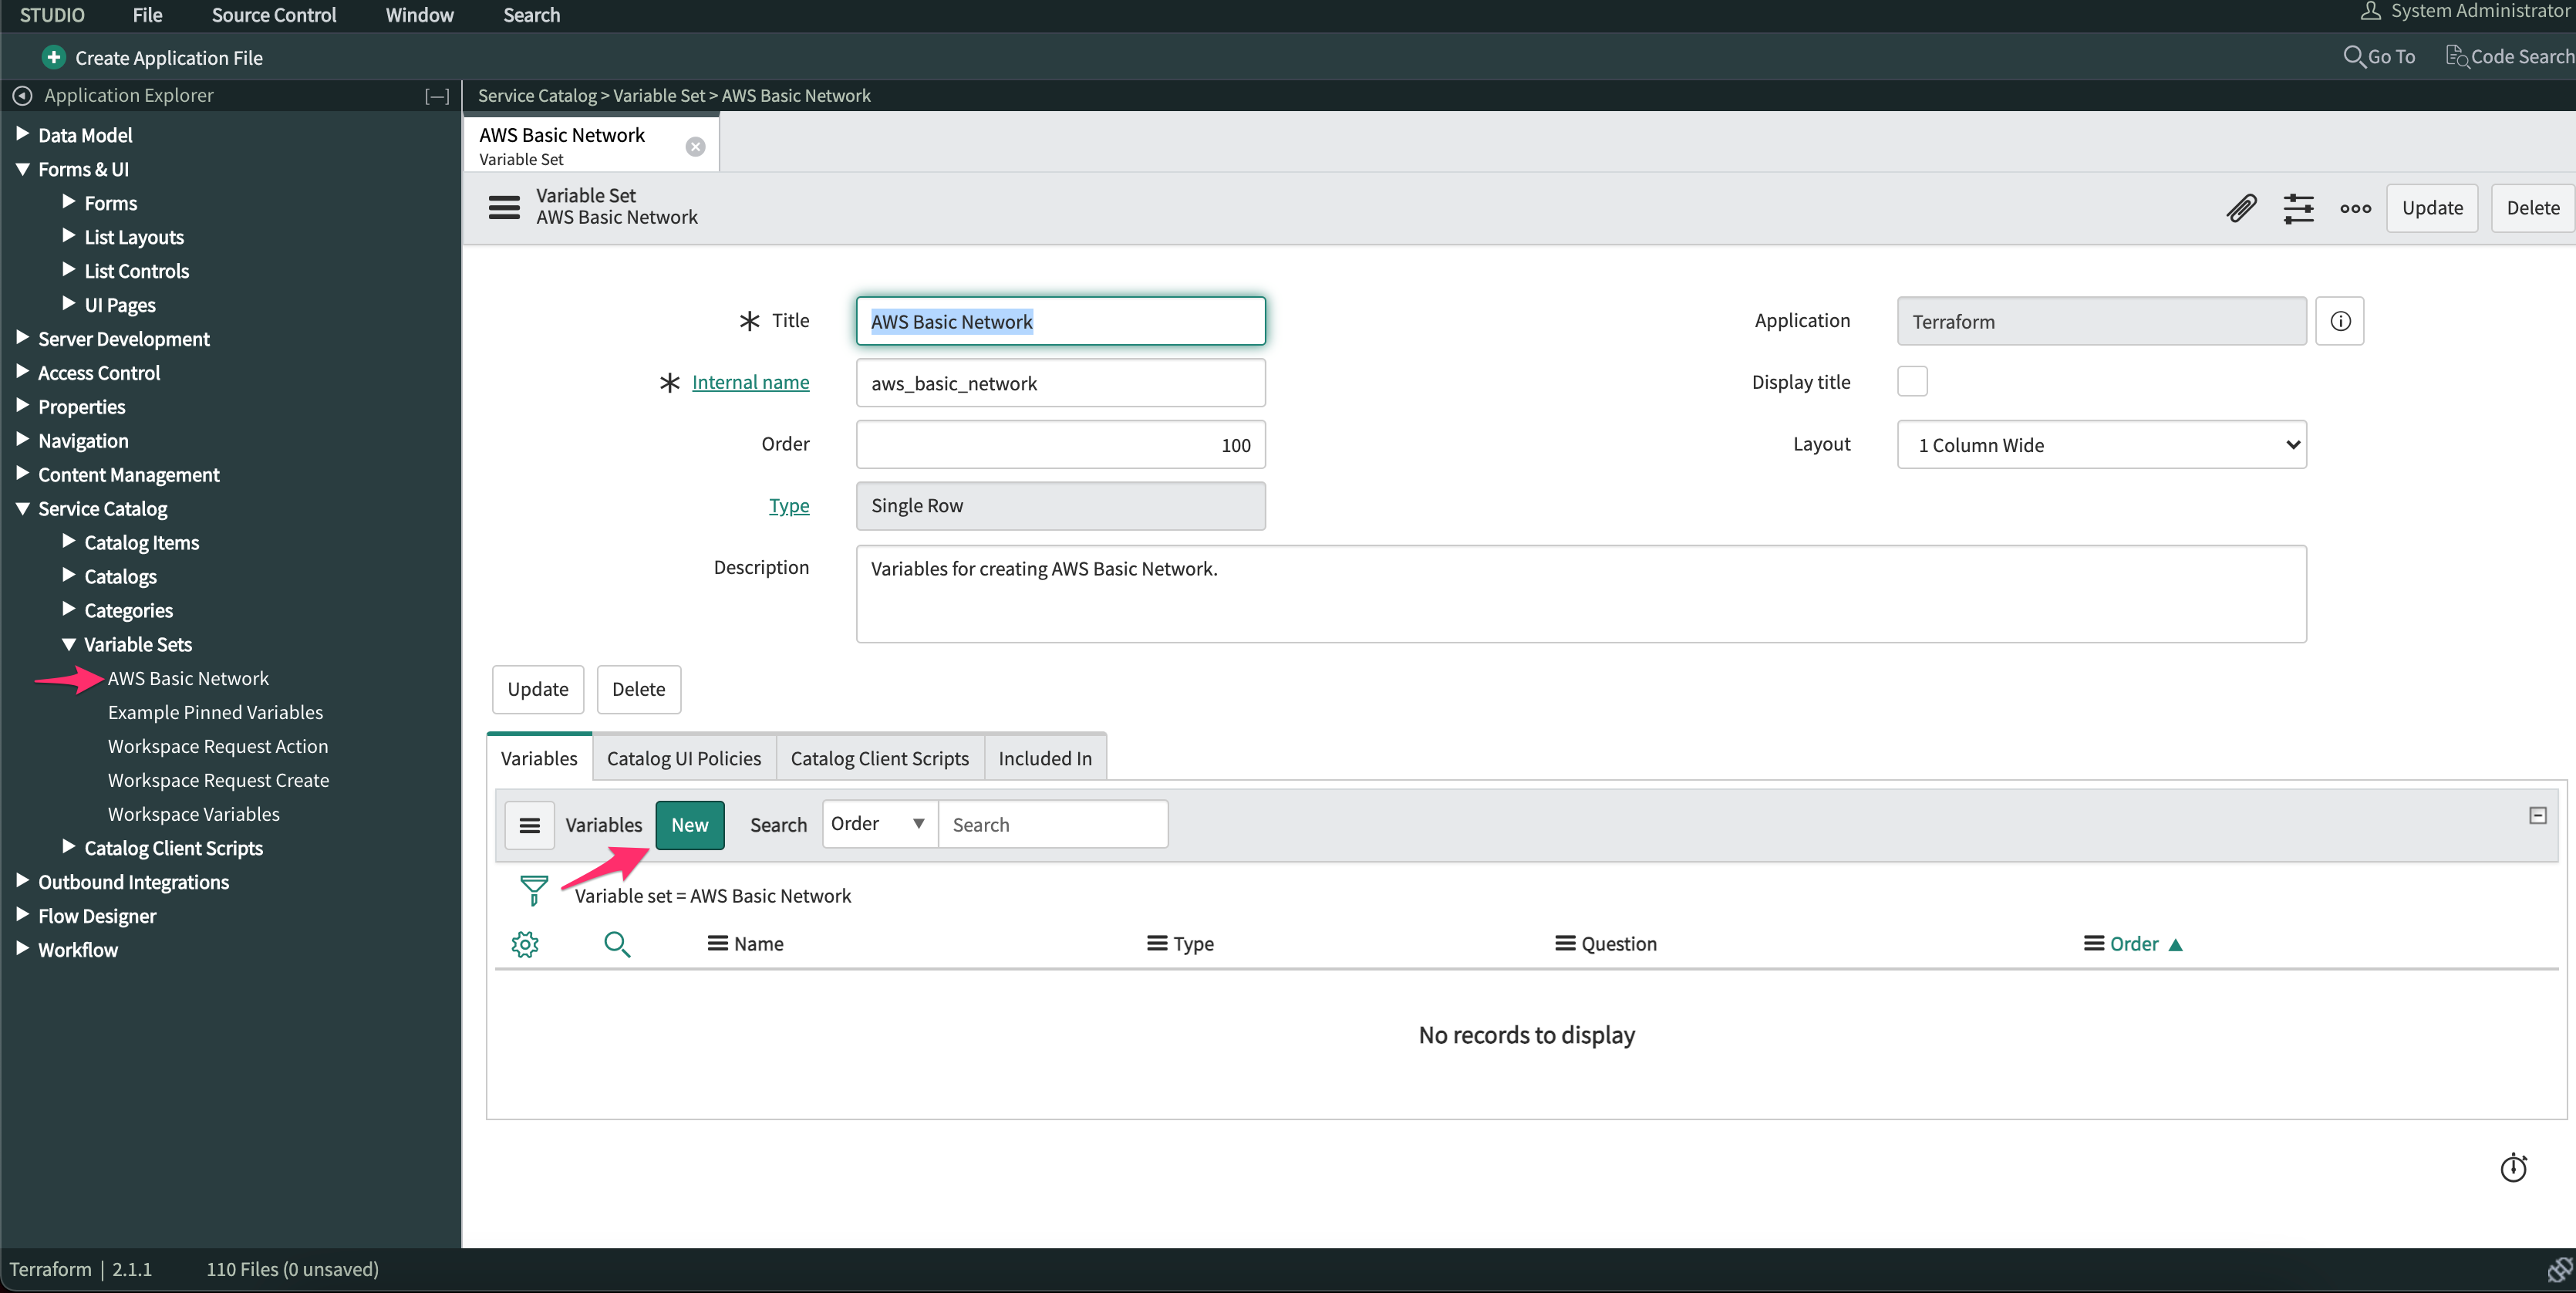 STUDIO File Source Control Window Search System Administrator
Create Application File Go To Code Search
Application Explorer [—] Service Catalog > Variable Set > AWS Basic Network
Data Model
Forms & UI
Forms
List Layouts
List Controls
UI Pages
Server Development
Access Control
Properties
Navigation
Content Management
Service Catalog
Catalog Items
Catalogs
Categories
Variable Sets
AWS Basic Network
Example Pinned Variables
Workspace Request Action
Workspace Request Create
Workspace Variables
Catalog Client Scripts
Outbound Integrations
Flow Designer
Workflow
AWS Basic Network
Variable Set
Variable Set
AWS Basic Network
Update Delete
Title AWS Basic Network Application Terraform
Internal name aws_basic_network Display title
Order 100 Layout 1 Column Wide
Type Single Row
Description Variables for creating AWS Basic Network.
Update Delete
Variables Catalog UI Policies Catalog Client Scripts Included In
Variables New Search Order Search
Variable set = AWS Basic Network
Name Type Question Order
No records to display
Terraform | 2.1.1 110 Files (0 unsaved)